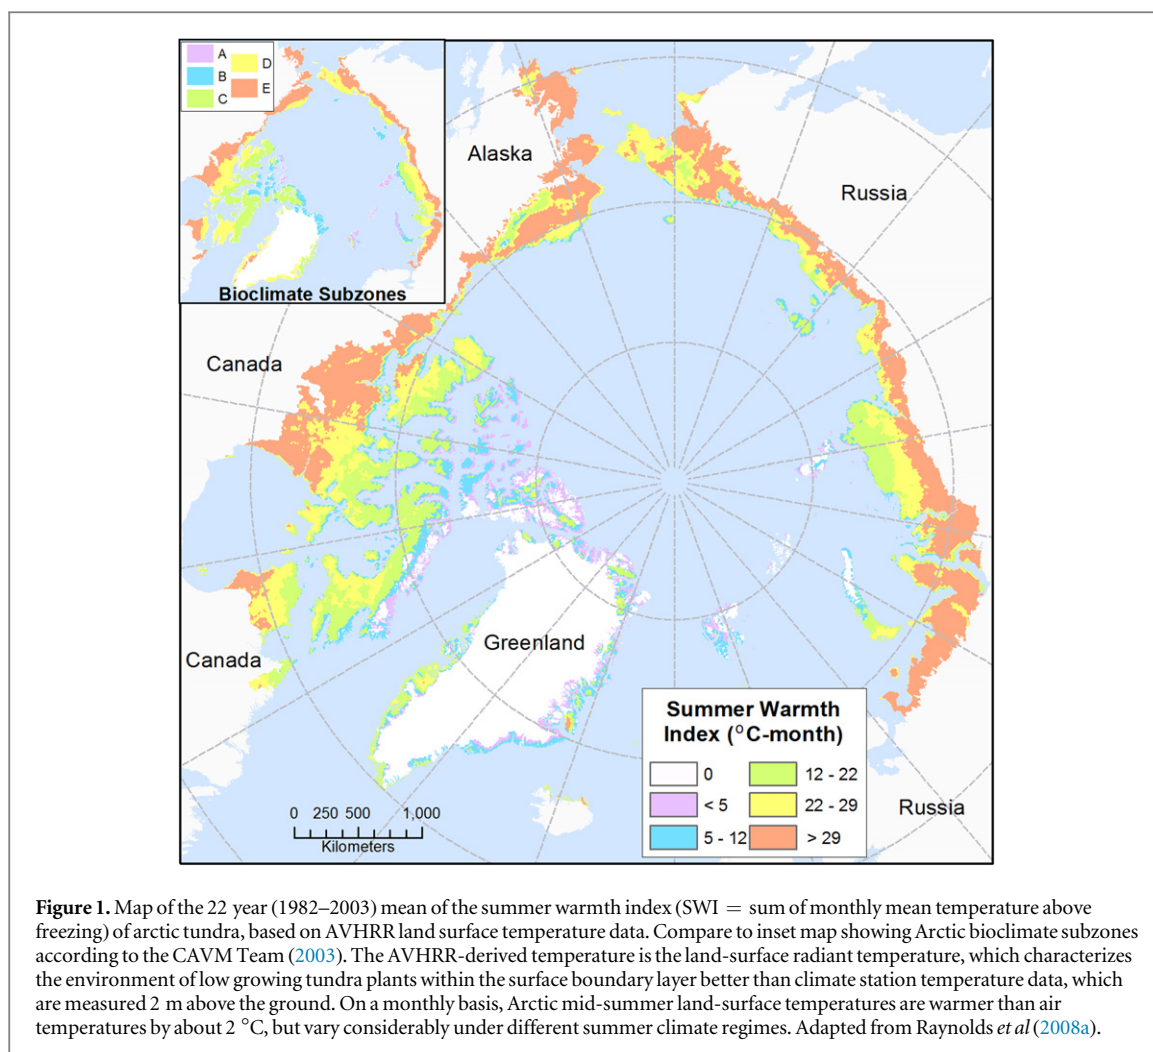 A
B
C
D
E
Bioclimate Subzones
Alaska
Russia
Canada
Canada
Greenland
Russia
Summer Warmth
Index (°C-month)
0
< 5
5 - 12
12 - 22
22 - 29
> 29
0 250 500 1,000
Kilometers
Figure 1. Map of the 22 year (1982–2003) mean of the summer warmth index (SWI = sum of monthly mean temperature above
freezing) of arctic tundra, based on AVHRR land surface temperature data. Compare to inset map showing Arctic bioclimate subzones
according to the CAVM Team (2003). The AVHRR-derived temperature is the land-surface radiant temperature, which characterizes
the environment of low growing tundra plants within the surface boundary layer better than climate station temperature data, which
are measured 2 m above the ground. On a monthly basis, Arctic mid-summer land-surface temperatures are warmer than air
temperatures by about 2 °C, but vary considerably under different summer climate regimes. Adapted from Raynolds et al (2008a).